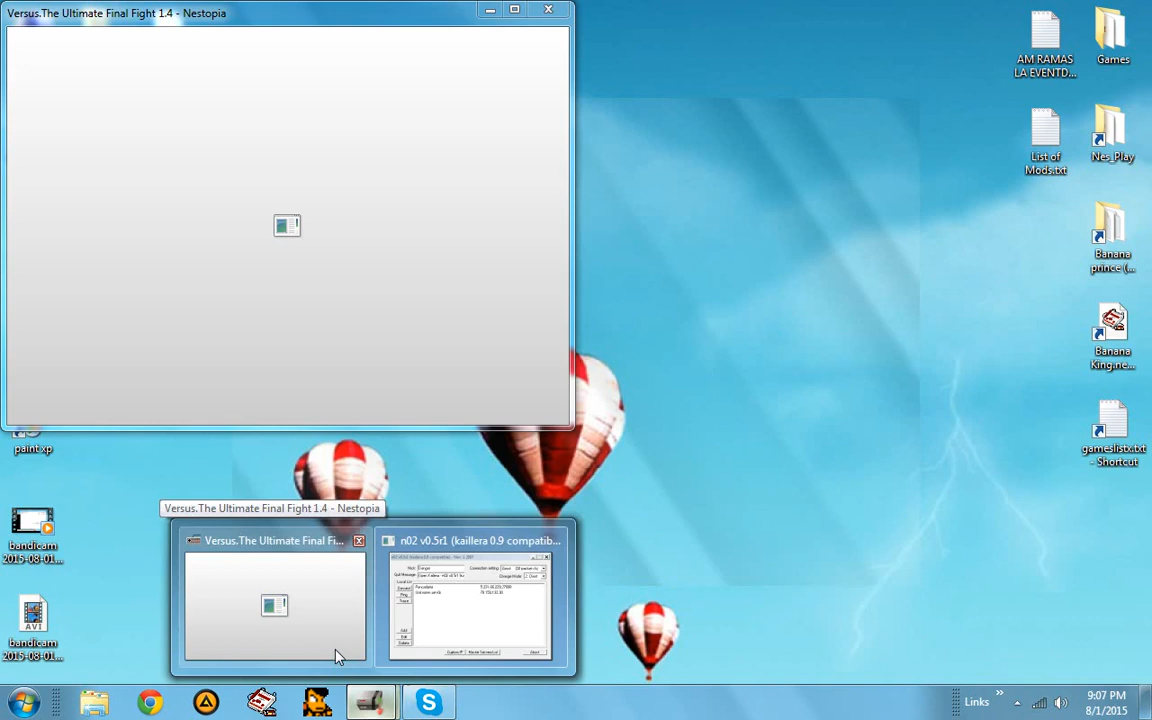 Versus.The Ultimate Final Fight 1.4 - Nestopia
AM RAMAS
LA EVENTD...
Games
List of
Mods.txt
Nes_Play
Banana
prince (...
Banana
King.ne...
gameslistx.txt
- Shortcut
paint xp
bandicam
2015-08-01...
bandicam
2015-08-01...
Versus.The Ultimate Final Fight 1.4 - Nestopia
Versus.The Ultimate Final Fi...
n02 v0.5r1 (kaillera 0.9 compatib...
AVI
Links
9:07 PM
8/1/2015